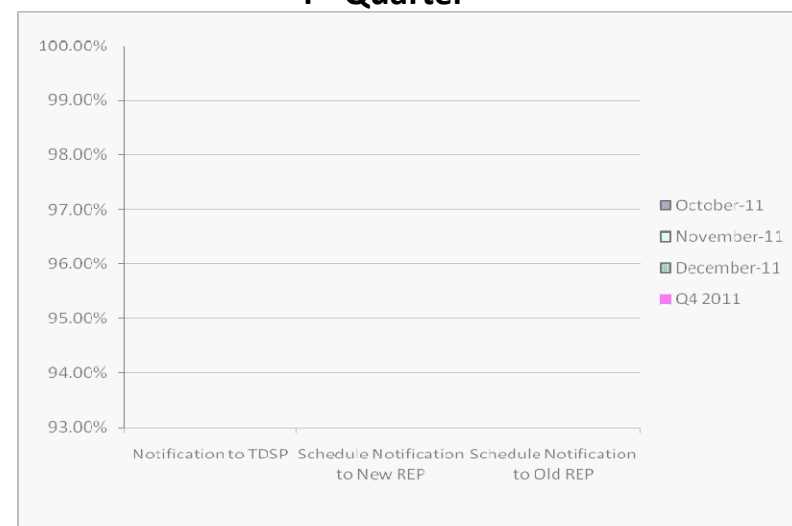 Quarter
100.00%
99.00%
98.00%
97.00%
96.00%
95.00%
94.00%
93.00%
Notification to TDSP
Schedule Notification
to New REP
Schedule Notification
to Old REP
October-11
November-11
December-11
Q4 2011